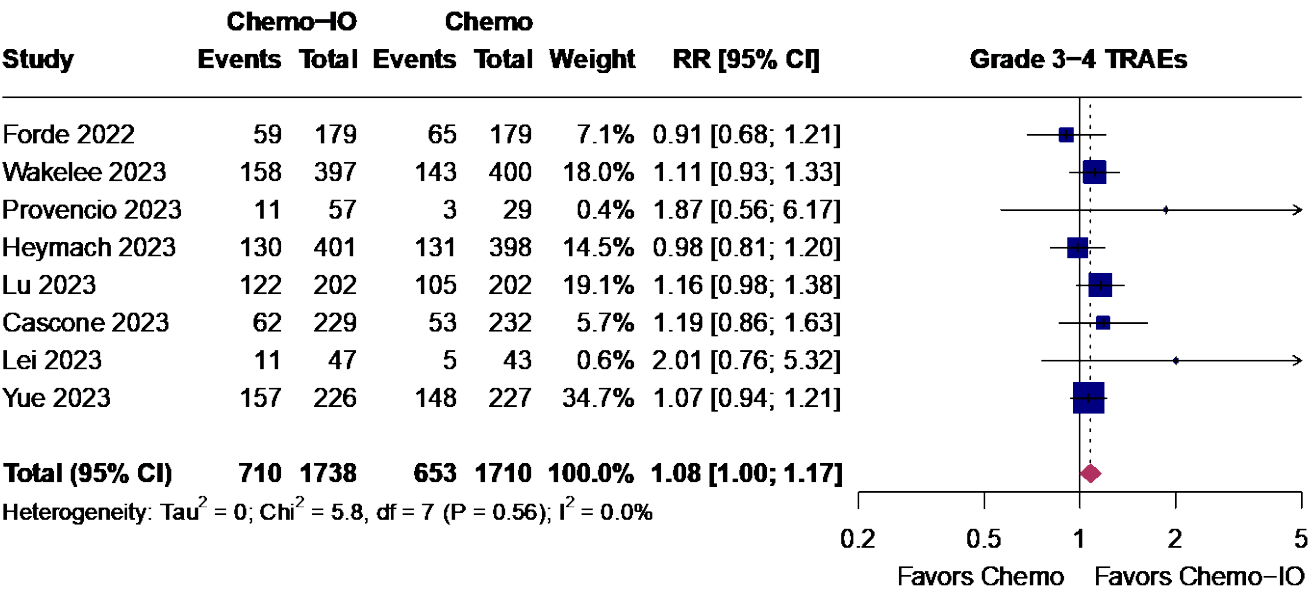 Chemo−IO Chemo
Study Events Total Events Total Weight RR [95% CI] Grade 3−4 TRAEs
Forde 2022 59 179 65 179 7.1% 0.91 [0.68; 1.21]
Wakelee 2023 158 397 143 400 18.0% 1.11 [0.93; 1.33]
Provencio 2023 11 57 3 29 0.4% 1.87 [0.56; 6.17]
Heymach 2023 130 401 131 398 14.5% 0.98 [0.81; 1.20]
Lu 2023 122 202 105 202 19.1% 1.16 [0.98; 1.38]
Cascone 2023 62 229 53 232 5.7% 1.19 [0.86; 1.63]
Lei 2023 11 47 5 43 0.6% 2.01 [0.76; 5.32]
Yue 2023 157 226 148 227 34.7% 1.07 [0.94; 1.21]
Total (95% CI) 710 1738 653 1710 100.0% 1.08 [1.00; 1.17]
Heterogeneity: Tau² = 0; Chi² = 5.8, df = 7 (P = 0.56); I² = 0.0%
0.2 0.5 1 2 5
Favors Chemo Favors Chemo−IO